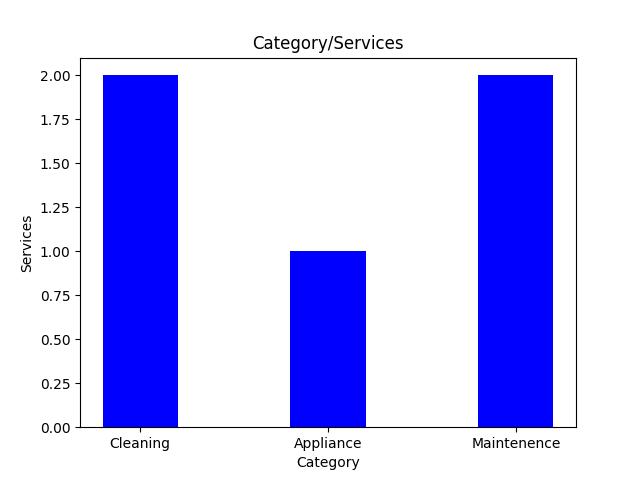 Category/Services
2.00
1.75
1.50
1.25
1.00
0.75
0.50
0.25
0.00
Services
Cleaning Appliance Maintenence
Category